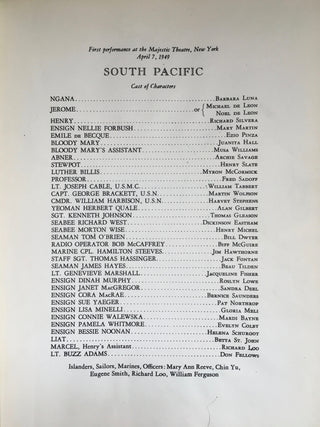 First performance at the Majestic Theatre, New York
April 7, 1949
SOUTH PACIFIC
Cast of Characters
NGANA BARBARA LUNA
JEROME or { MICHAEL DE LEON
NOEL DE LEON
HENRY RICHARD SILVERA
ENSIGN NELLIE FORBUSH MARY MARTIN
EMILE DE BECQUE EZIO PINZA
BLOODY MARY JUANITA HALL
BLOODY MARY'S ASSISTANT MUSA WILLIAMS
ABNER ARCHIE SAVAGE
STEWPOT HENRY SLATE
LUTHER BILLIS MYRON MCCORMICK
PROFESSOR FRED SADOFF
LT. JOSEPH CABLE, U.S.M.C. WILLIAM TABBERT
CAPT. GEORGE BRACKETT, U.S.N. MARTIN WOLFSON
CMDR. WILLIAM HARBISON, U.S.N. HARVEY STEPHENS
YEOMAN HERBERT QUALE ALAN GILBERT
SGT. KENNETH JOHNSON THOMAS GLEASON
SEABEE RICHARD WEST DICKINSON EASTHAM
SEABEE MORTON WISE HENRY MICHEL
SEAMAN TOM O'BRIEN BILL DWYER
RADIO OPERATOR BOB McCAFFREY BIFF MCGUIRE
MARINE CPL. HAMILTON STEEVES JIM HAWTHORNE
STAFF SGT. THOMAS HASSINGER JACK FONTAN
SEAMAN JAMES HAYES BEAU TILDEN
LT. GENEVIEVE MARSHALL JACQUELINE FISHER
ENSIGN DINAH MURPHY ROSLYN LOWE
ENSIGN JANET MacGREGOR SANDRA DEEL
ENSIGN CORA MacRAE BERNICE SAUNDERS
ENSIGN SUE YAEGER PAT NORTHROP
ENSIGN LISA MINELLI GLORIA MELI
ENSIGN CONNIE WALEWSKA MARDI BAYNE
ENSIGN PAMELA WHITMORE EVELYN COLBY
ENSIGN BESSIE NOONAN HELENA SCHURGOT
LIAT BETTA ST. JOHN
MARCEL, Henry's Assistant RICHARD LOO
LT. BUZZ ADAMS DON FELLOWS
Islanders, Sailors, Marines, Officers: Mary Ann Reeve, Chin Yu,
Eugene Smith, Richard Loo, William Ferguson